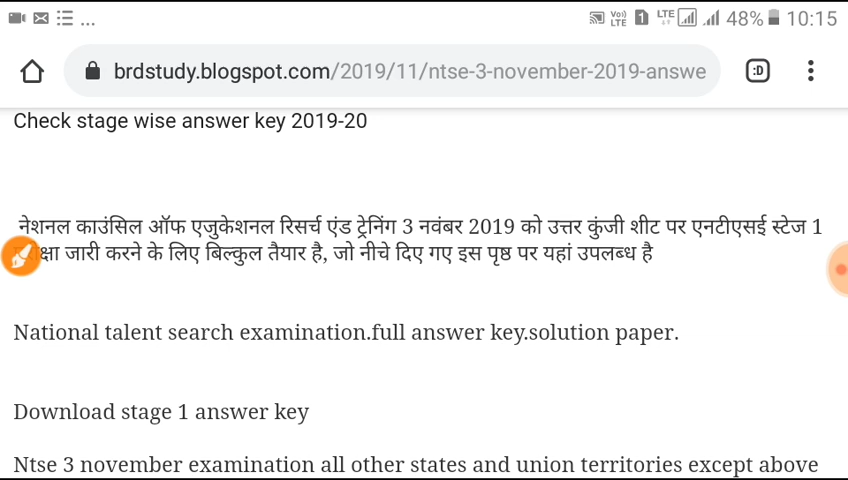 ... Vo) LTE 1 LTE 48% 10:15
brdstudy.blogspot.com/2019/11/ntse-3-november-2019-answe :D
Check stage wise answer key 2019-20
नेशनल काउंसिल ऑफ एजुकेशनल रिसर्च एंड ट्रेनिंग 3 नवंबर 2019 को उत्तर कुंजी शीट पर एनटीएसई स्टेज 1
जारी करने के लिए बिल्कुल तैयार है, जो नीचे दिए गए इस पृष्ठ पर यहां उपलब्ध है
National talent search examination.full answer key.solution paper.
Download stage 1 answer key
Ntse 3 november examination all other states and union territories except above